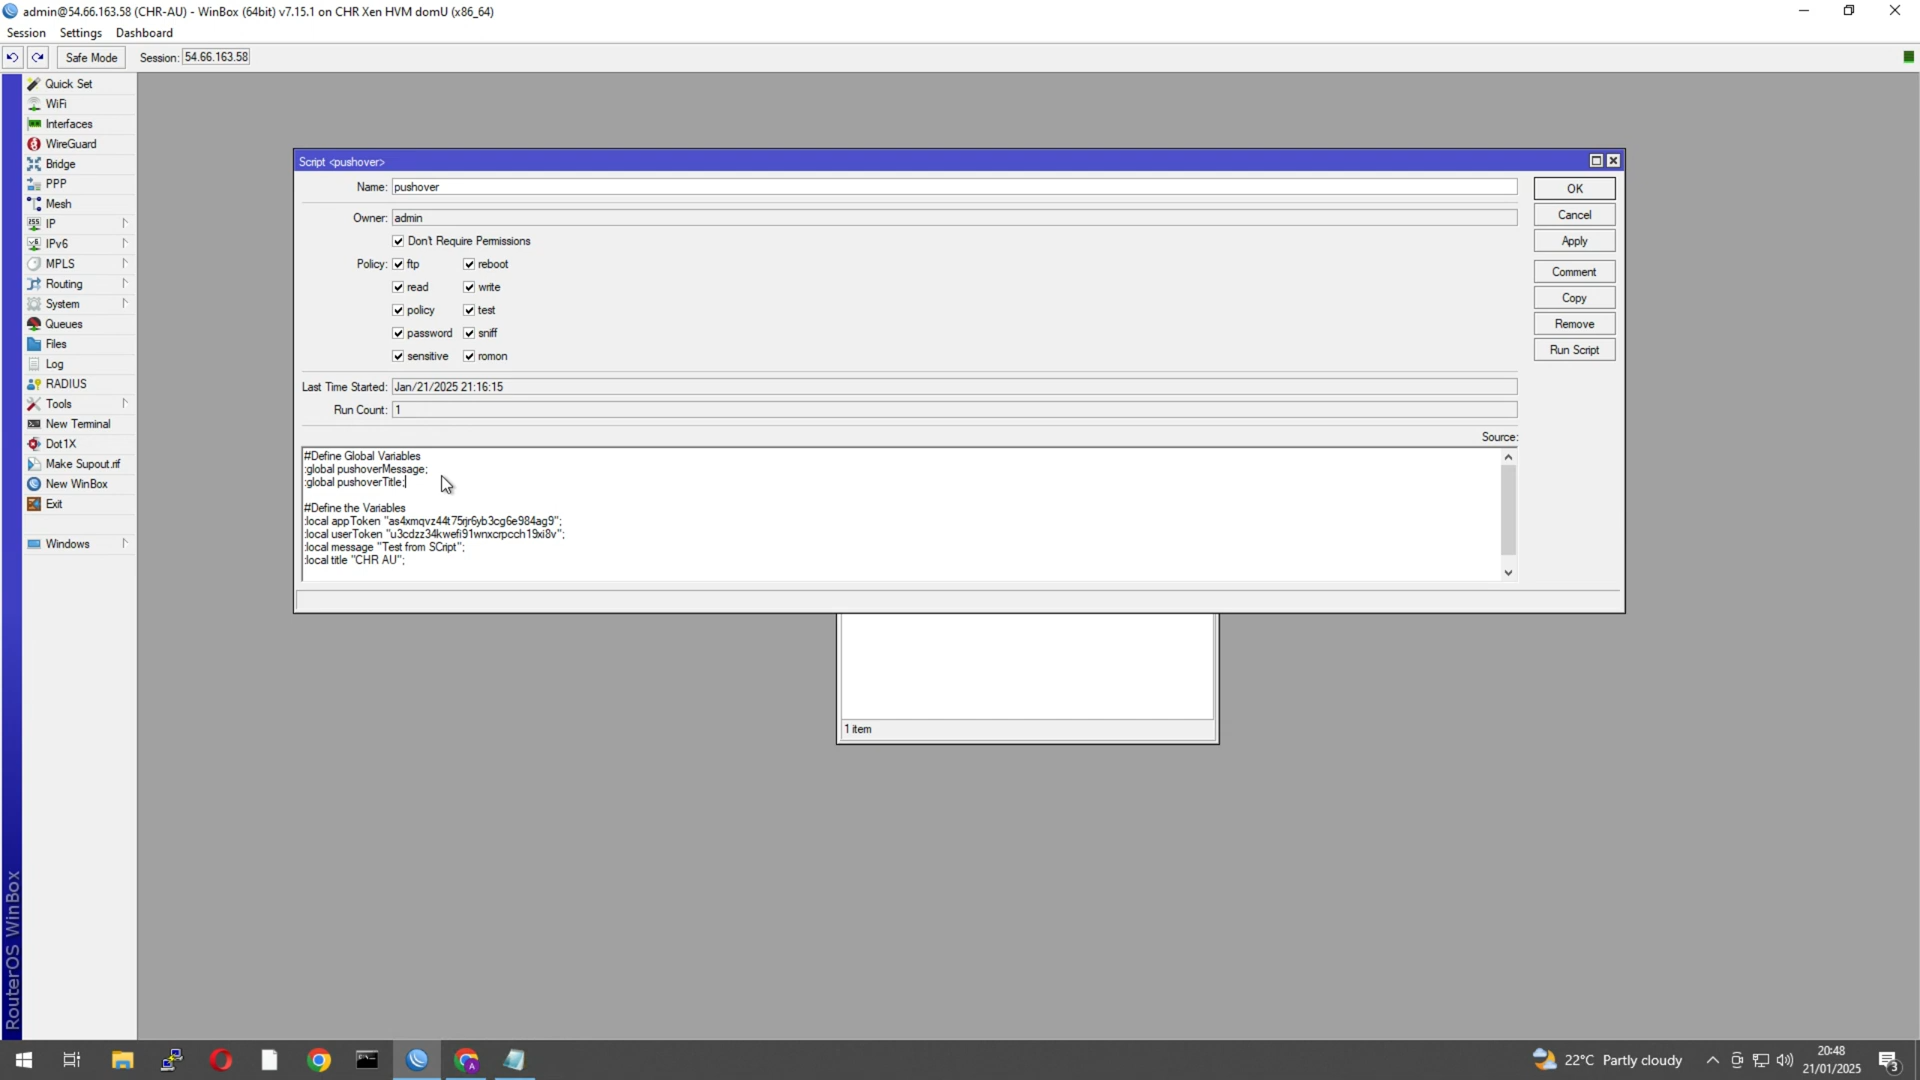 admin@54.66.163.58 (CHR-AU) - WinBox (64bit) v7.15.1 on CHR Xen HVM domU (x86_64)
Session Settings Dashboard
Safe Mode Session: 54.66.163.58
Quick Set
WiFi
Interfaces
WireGuard
Bridge
PPP
Mesh
IP
IPv6
MPLS
Routing
System
Queues
Files
Log
RADIUS
Tools
New Terminal
Dot1X
Make Supout.rif
New WinBox
Exit
Windows
RouterOS WinBox
Script <pushover>
Name: pushover
Owner: admin
Don't Require Permissions
Policy: ftp reboot
read write
policy test
password sniff
sensitive romon
Last Time Started: Jan/21/2025 21:16:15
Run Count: 1
Source:
#Define Global Variables
:global pushoverMessage;
:global pushoverTitle;
#Define the Variables
:local appToken "as4xmqvz44t75rjr6yb3cg6e984ag9";
:local userToken "u3cdzz34kwefi91wnxcrpcch19xi8v";
:local message "Test from SCript";
:local title "CHR AU";
OK
Cancel
Apply
Comment
Copy
Remove
Run Script
1 item
22°C Partly cloudy
20:48
21/01/2025
3